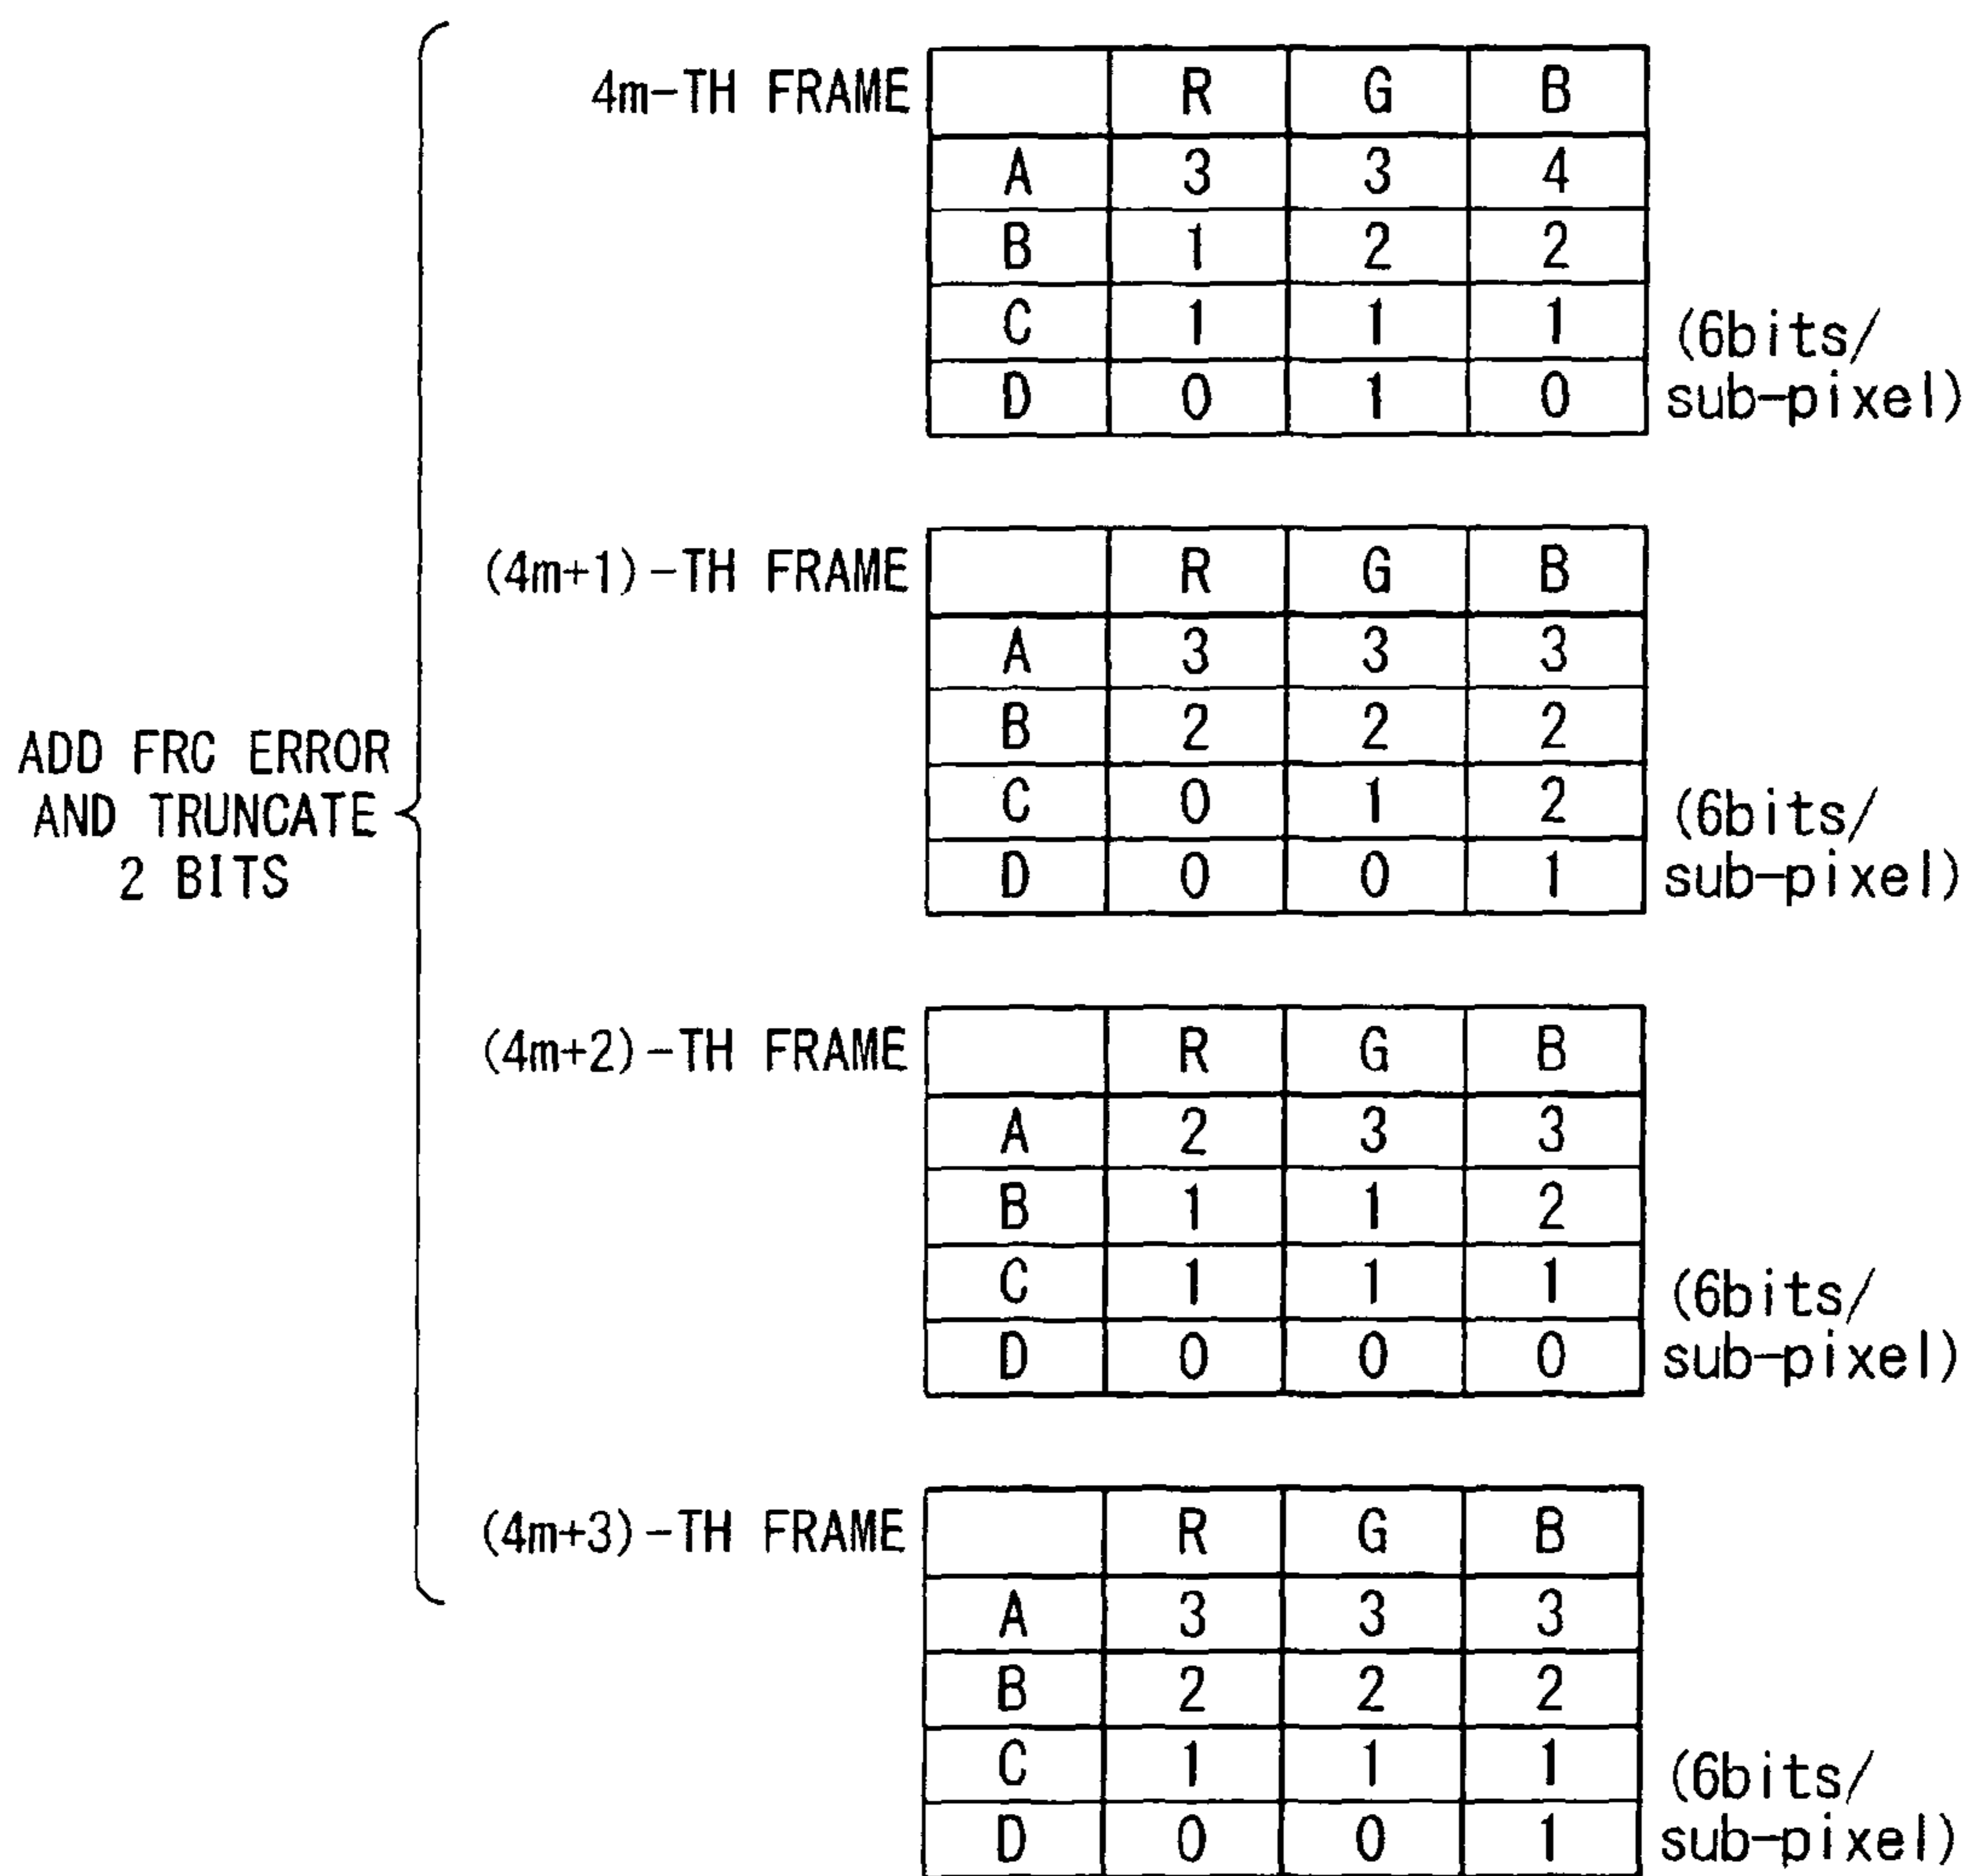 4m-TH FRAME
R G B
A 3 3 4
B 1 2 2
C 1 1 1
D 0 1 0
(6bits/
sub-pixel)
(4m+1)-TH FRAME
R G B
A 3 3 3
B 2 2 2
C 0 1 2
D 0 0 1
(6bits/
sub-pixel)
ADD FRC ERROR
AND TRUNCATE
2 BITS
(4m+2)-TH FRAME
R G B
A 2 3 3
B 1 1 2
C 1 1 1
D 0 0 0
(6bits/
sub-pixel)
(4m+3)-TH FRAME
R G B
A 3 3 3
B 2 2 2
C 1 1 1
D 0 0 1
(6bits/
sub-pixel)